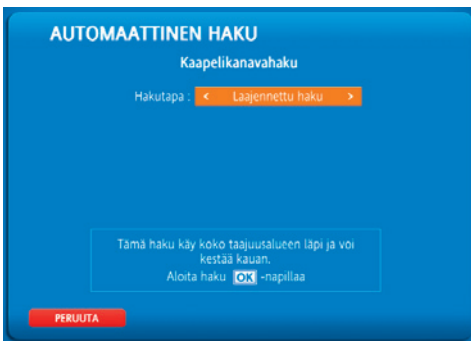 AUTOMAATTINEN HAKU
Kaapelikanavahaku
Hakutapa : < Laajennettu haku >
Tämä haku käy koko taajuusalueen läpi ja voi
kestää kauan.
Aloita haku OK -napillaa
PERUUTA